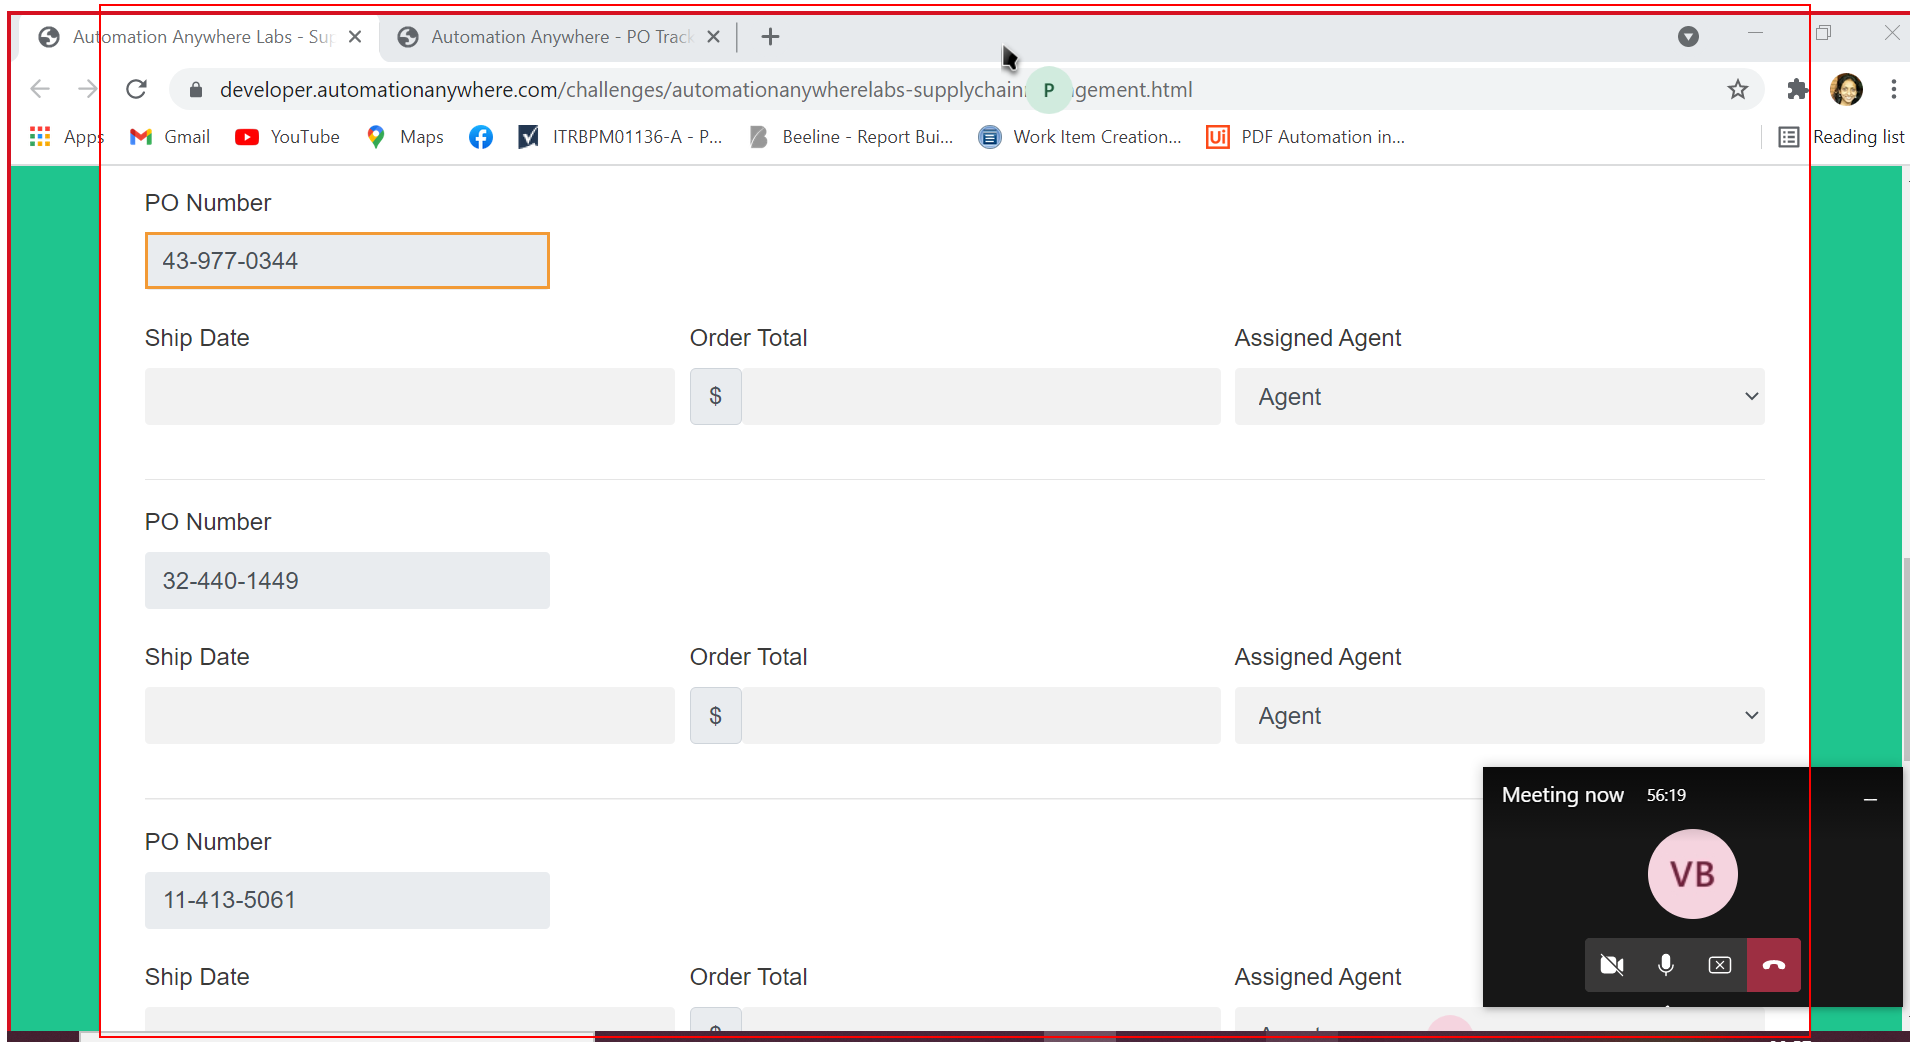 Automation Anywhere Labs - Sup
Automation Anywhere - PO Track
developer.automationanywhere.com/challenges/automationanywherelabs-supplychain
P
gement.html
Apps
Gmail
YouTube
Maps
ITRBPM01136-A - P...
Beeline - Report Bui...
Work Item Creation...
Ui
PDF Automation in...
Reading list
PO Number
43-977-0344
Ship Date
Order Total
Assigned Agent
$
Agent
PO Number
32-440-1449
Ship Date
Order Total
Assigned Agent
$
Agent
Meeting now
56:19
VB
PO Number
11-413-5061
Ship Date
Order Total
Assigned Agent